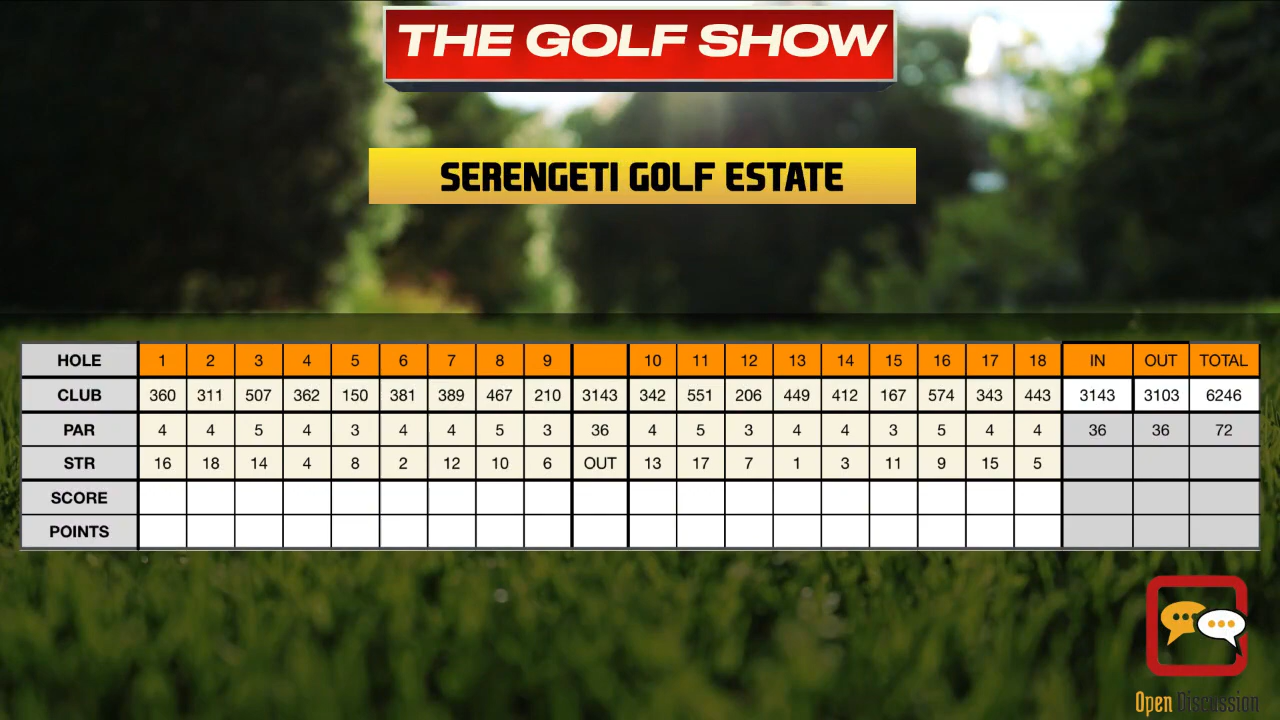 THE GOLF SHOW
SERENGETI GOLF ESTATE
HOLE 1 2 3 4 5 6 7 8 9 10 11 12 13 14 15 16 17 18 IN OUT TOTAL
CLUB 360 311 507 362 150 381 389 467 210 3143 342 551 206 449 412 167 574 343 443 3143 3103 6246
PAR 4 4 5 4 3 4 4 5 3 36 4 5 3 4 4 3 5 4 4 36 36 72
STR 16 18 14 4 8 2 12 10 6 OUT 13 17 7 1 3 11 9 15 5
SCORE
POINTS
Open Discussion